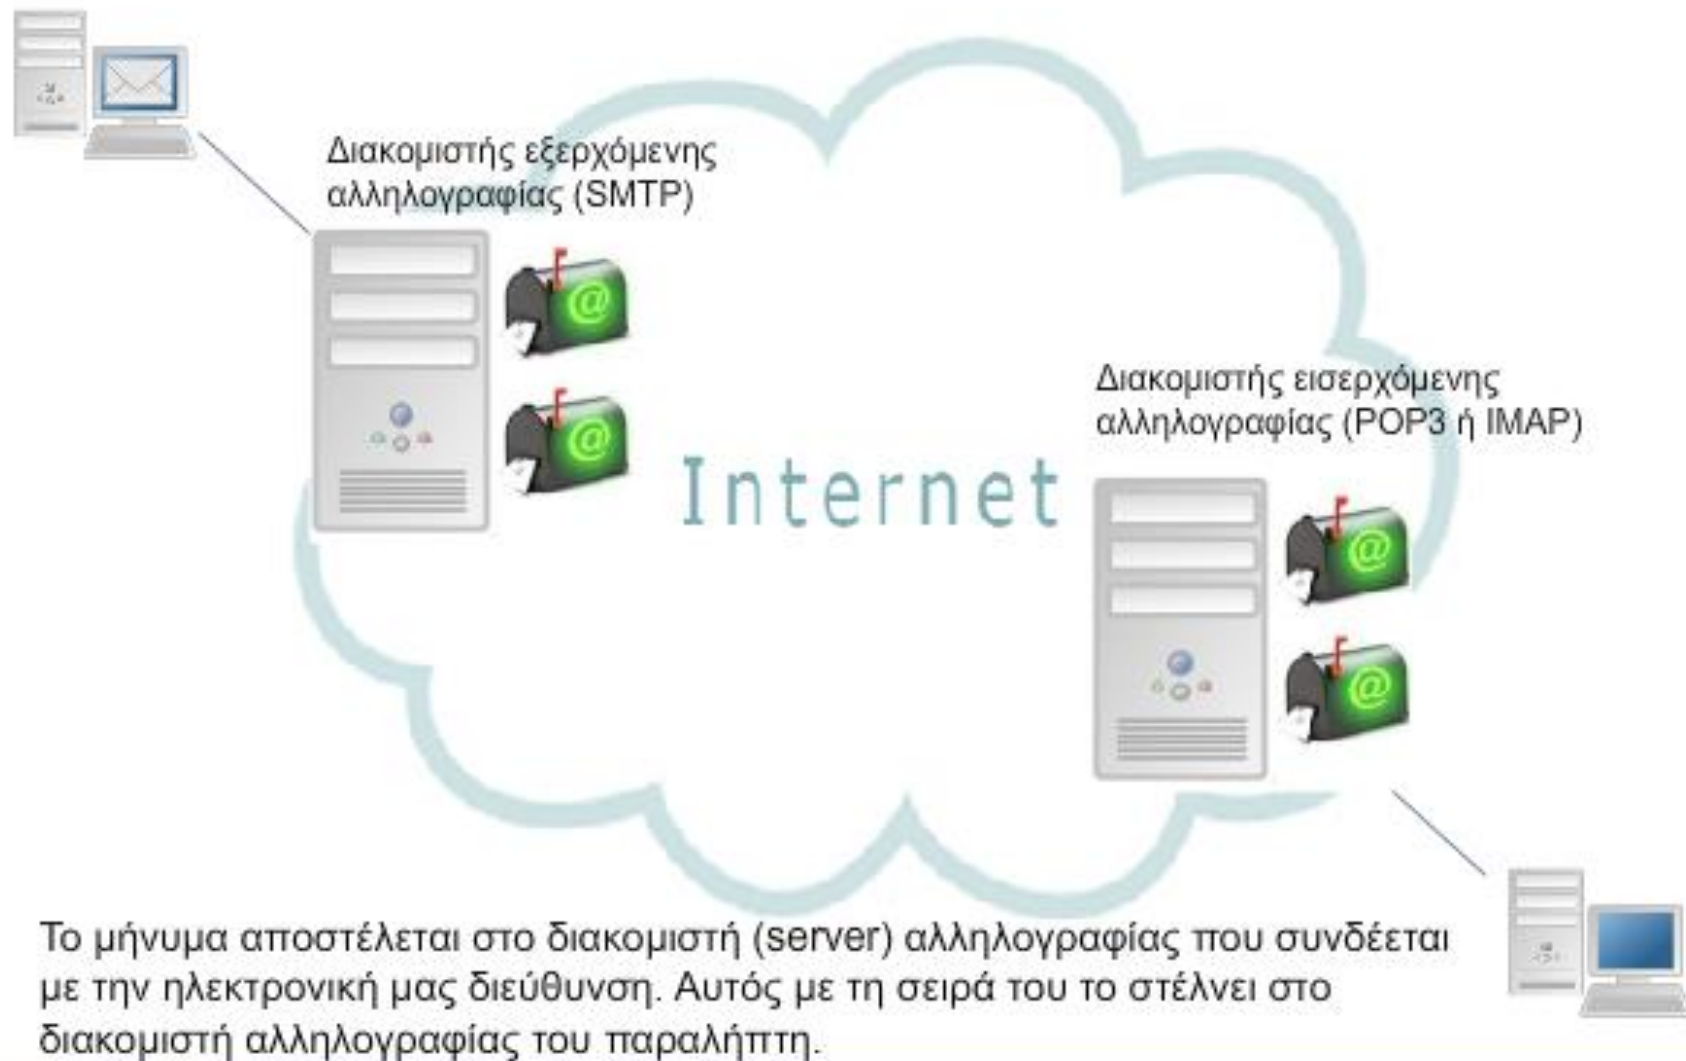 Διακομιστής εξερχόμενης
αλληλογραφίας (SMTP)
Διακομιστής εισερχόμενης
αλληλογραφίας (POP3 ή IMAP)
Internet
Το μήνυμα αποστέλεται στο διακομιστή (server) αλληλογραφίας που συνδέεται
με την ηλεκτρονική μας διεύθυνση. Αυτός με τη σειρά του το στέλνει στο
διακομιστή αλληλογραφίας του παραλήπτη.